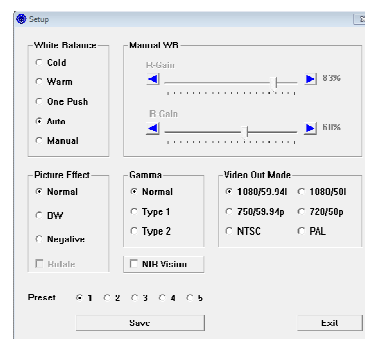 Setup
White Balance
Cold
Warm
One Push
Auto
Manual
Manual WB
R-Gain
83%
B Gain
60%
Picture Effect
Normal
BW
Negative
Rotate
Gamma
Normal
Type 1
Type 2
NIR Vision
Video Out Mode
1080/59.94i 1080/50i
750/59.94p 720/50p
NTSC PAL
Preset 1 2 3 4 5
Save Exit